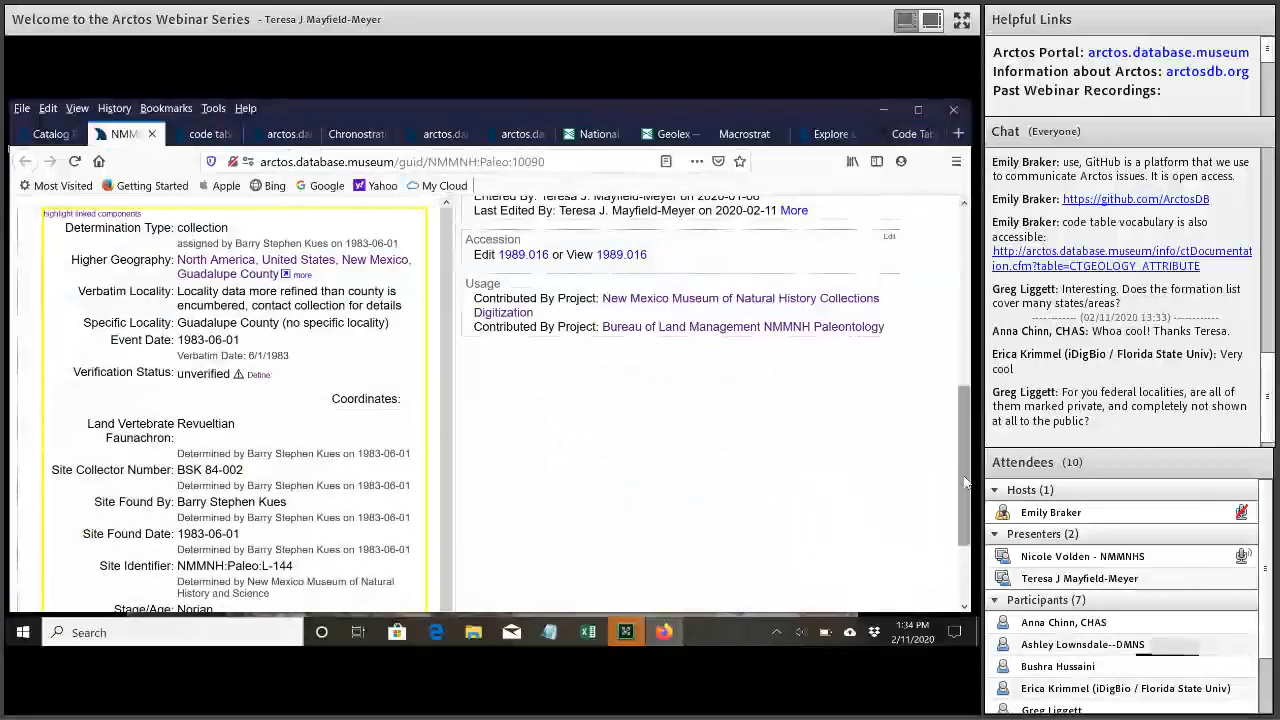 Welcome to the Arctos Webinar Series - Teresa J Mayfield-Meyer
File Edit View History Bookmarks Tools Help
Catalog NMM code tab arctos.da Chronostrat arctos.da arctos.da National Geolex — Macrostrat Explore Code Tab
arctos.database.museum/guid/NMMNH:Paleo:10090
Most Visited Getting Started Apple Bing Google Yahoo My Cloud
highlight linked components
Determination Type: collection
assigned by Barry Stephen Kues on 1983-06-01
Higher Geography: North America, United States, New Mexico,
Guadalupe County more
Verbatim Locality: Locality data more refined than county is
encumbered, contact collection for details
Specific Locality: Guadalupe County (no specific locality)
Event Date: 1983-06-01
Verbatim Date: 6/1/1983
Verification Status: unverified Define
Coordinates:
Land Vertebrate Revueltian
Faunachron:
Determined by Barry Stephen Kues on 1983-06-01
Site Collector Number: BSK 84-002
Determined by Barry Stephen Kues on 1983-06-01
Site Found By: Barry Stephen Kues
Determined by Barry Stephen Kues on 1983-06-01
Site Found Date: 1983-06-01
Determined by Barry Stephen Kues on 1983-06-01
Site Identifier: NMMNH:Paleo:L-144
Determined by New Mexico Museum of Natural
History and Science
Stage/Age: Norian
Entered By: Teresa J. Mayfield-Meyer on 2020-01-06
Last Edited By: Teresa J. Mayfield-Meyer on 2020-02-11 More
Accession Edit
Edit 1989.016 or View 1989.016
Usage
Contributed By Project: New Mexico Museum of Natural History Collections
Digitization
Contributed By Project: Bureau of Land Management NMMNH Paleontology
Search
1:34 PM
2/11/2020
Helpful Links
Arctos Portal: arctos.database.museum
Information about Arctos: arctosdb.org
Past Webinar Recordings:
Chat (Everyone)
Emily Braker: use, GitHub is a platform that we
use to communicate Arctos issues. It is open access.
Emily Braker: https://github.com/ArctosDB
Emily Braker: code table vocabulary is also
accessible:
http://arctos.database.museum/info/ctDocumentat
ion.cfm?table=CTGEOLOGY_ATTRIBUTE
Greg Liggett: Interesting. Does the formation list
cover many states/areas?
------------- (02/11/2020 13:33) -------------
Anna Chinn, CHAS: Whoa cool! Thanks Teresa.
Erica Krimmel (iDigBio / Florida State Univ): Very
cool
Greg Liggett: For you federal localities, are all of
them marked private, and completely not shown
at all to the public?
Attendees (10)
Hosts (1)
Emily Braker
Presenters (2)
Nicole Volden - NMMNHS
Teresa J Mayfield-Meyer
Participants (7)
Anna Chinn, CHAS
Ashley Lownsdale--DMNS
Bushra Hussaini
Erica Krimmel (iDigBio / Florida State Univ)
Greg Liggett